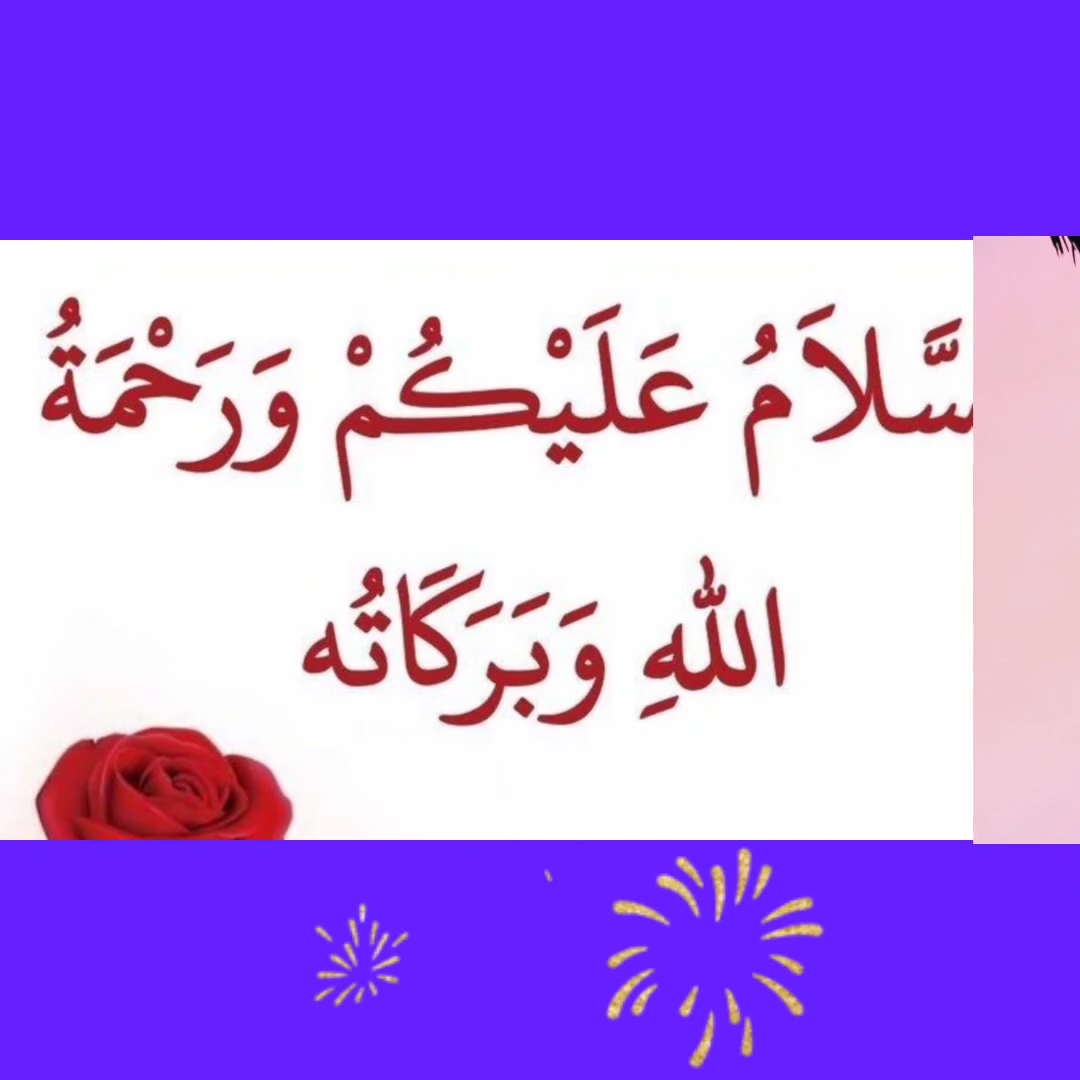 سَّلاَمُ عَلَيْكُمْ وَرَحْمَةُ
اللهِ وَبَرَكَاتُه